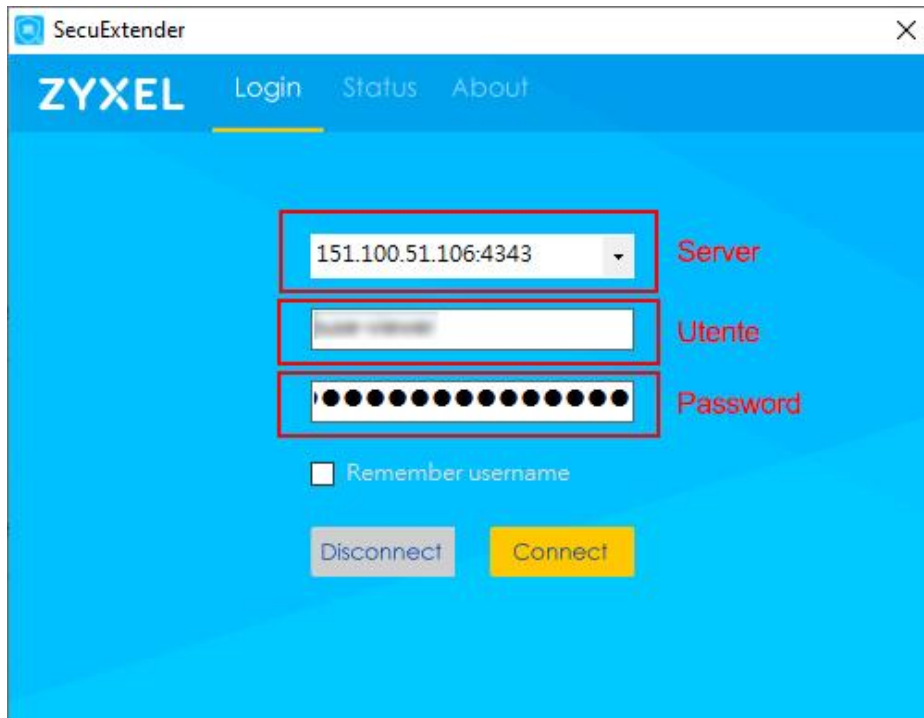 SecuExtender
ZYXEL Login Status About
151.100.51.106:4343 Server
Utente
Password
Remember username
Disconnect Connect